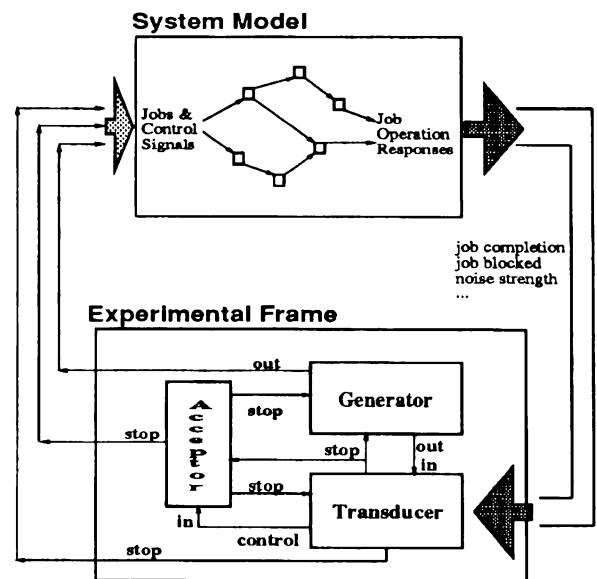 System Model
Jobs &
Control
Signals
Job
Operation
Responses
job completion
job blocked
noise strength
...
Experimental Frame
out
Acceptor
stop
Generator
stop
stop
out
in
stop
Transducer
in
control
stop